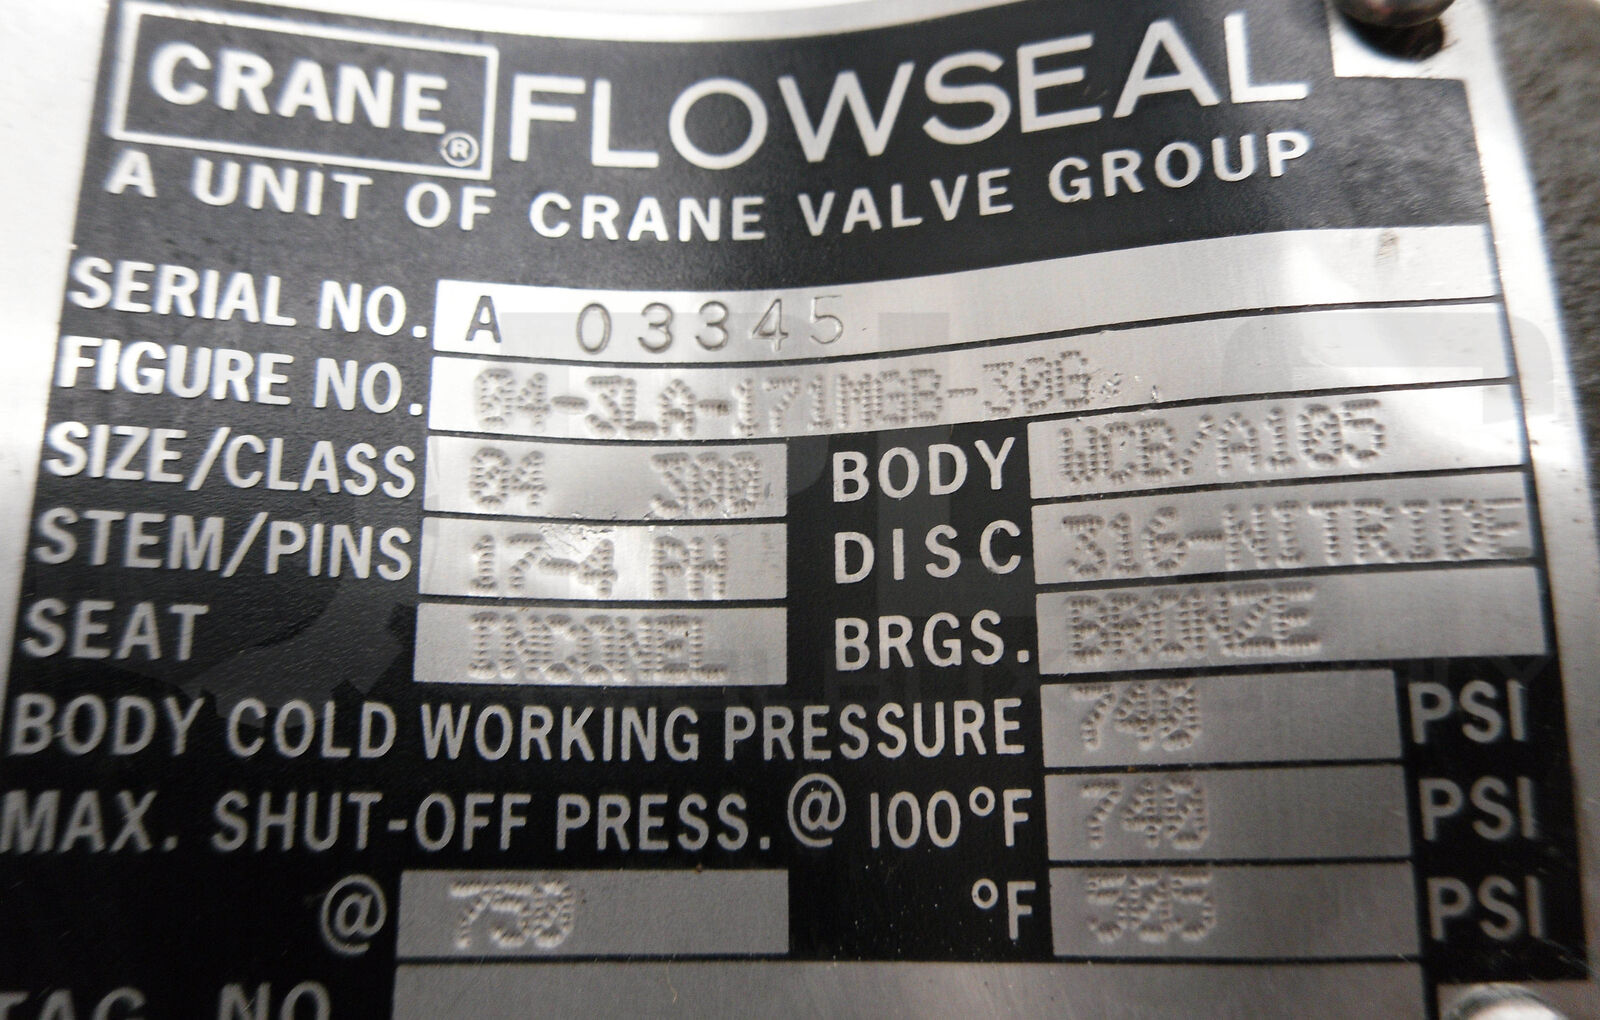 CRANE® FLOWSEAL
A UNIT OF CRANE VALVE GROUP
SERIAL NO. A 03345
FIGURE NO. 04-3LA-171MGB-30G
SIZE/CLASS 04 300 BODY WCB/A105
STEM/PINS 17-4 PH DISC 316-NITRIDE
SEAT INCONEL BRGS. BRONZE
BODY COLD WORKING PRESSURE 740 PSI
MAX. SHUT-OFF PRESS. @ 100°F 740 PSI
@ 750 °F 505 PSI
TAG NO